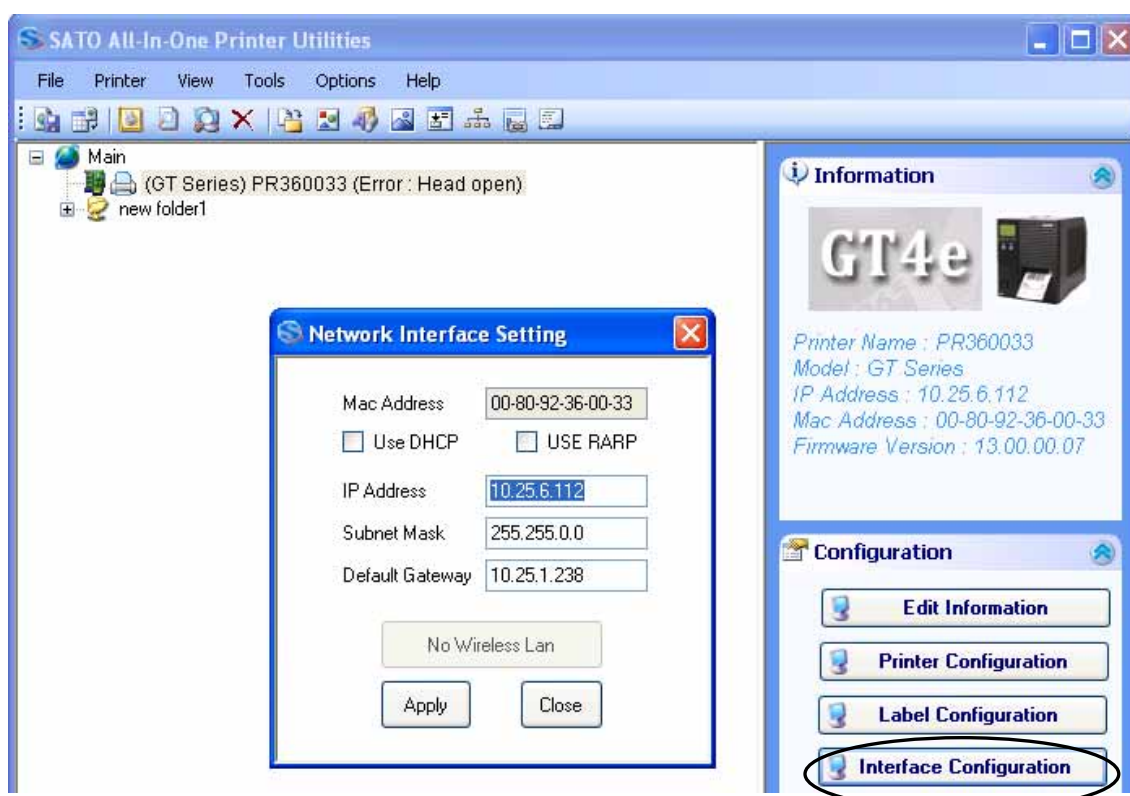 SATO All-In-One Printer Utilities
File Printer View Tools Options Help
Main
(GT Series) PR360033 (Error : Head open)
new folder1
Network Interface Setting
Mac Address 00-80-92-36-00-33
Use DHCP USE RARP
IP Address 10.25.6.112
Subnet Mask 255.255.0.0
Default Gateway 10.25.1.238
No Wireless Lan
Apply Close
Information
GT4e
Printer Name : PR360033
Model : GT Series
IP Address : 10.25.6.112
Mac Address : 00-80-92-36-00-33
Firmware Version : 13.00.00.07
Configuration
Edit Information
Printer Configuration
Label Configuration
Interface Configuration